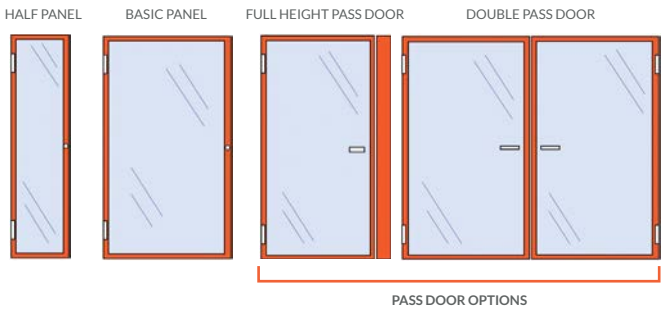 HALF PANEL
BASIC PANEL
FULL HEIGHT PASS DOOR
DOUBLE PASS DOOR
PASS DOOR OPTIONS